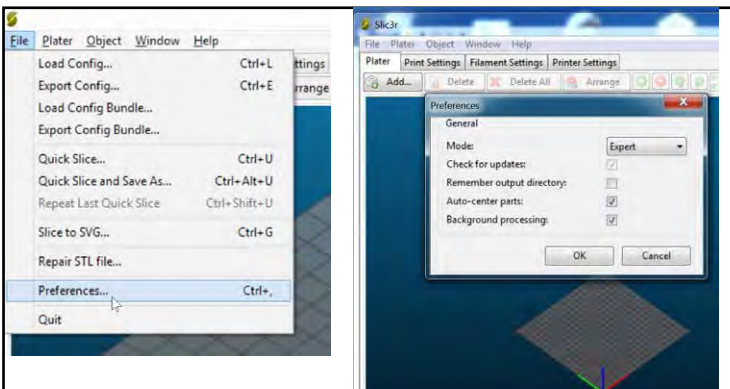 File Plater Object Window Help
Load Config... Ctrl+L
Export Config... Ctrl+E
Load Config Bundle...
Export Config Bundle...
Quick Slice... Ctrl+U
Quick Slice and Save As... Ctrl+Alt+U
Repeat Last Quick Slice Ctrl+Shift+U
Slice to SVG... Ctrl+G
Repair STL file...
Preferences... Ctrl+,
Quit
ttings
rrange
Slic3r
File Plater Object Window Help
Plater Print Settings Filament Settings Printer Settings
Add... Delete Delete All Arrange
Preferences
General
Mode: Expert
Check for updates:
Remember output directory:
Auto-center parts:
Background processing:
OK Cancel